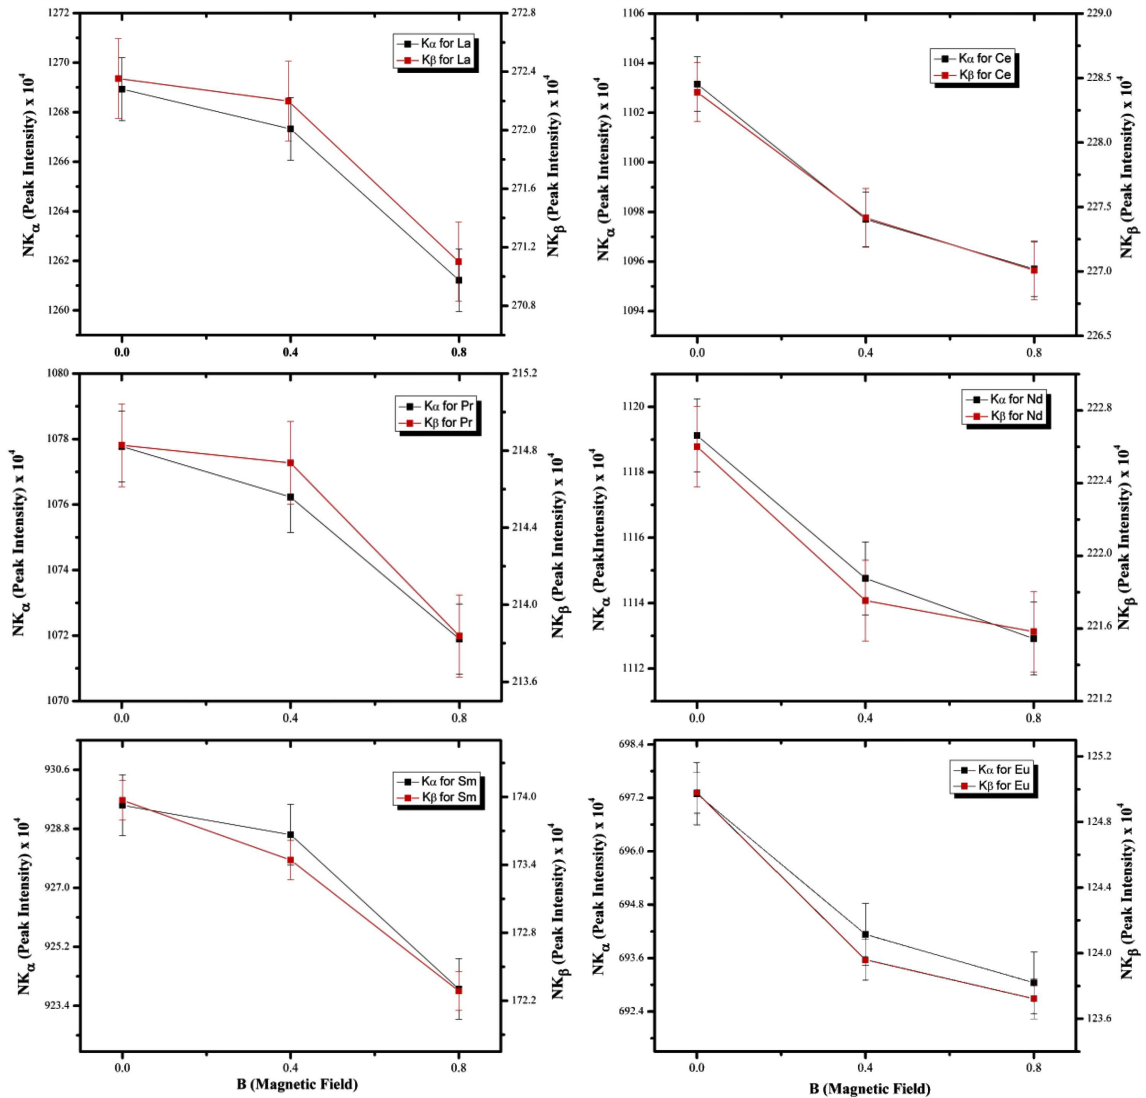 1272
1270
1269
1268
1266
1264
1262
1261
1260
NKα (Peak Intensity) x 10⁴
272.8
272.4
272.0
271.6
271.2
270.8
NKβ (Peak Intensity) x 10⁴
Kα for La
Kβ for La
0.0 0.4 0.8
1106
1104
1102
1100
1098
1096
1094
1093
NKα (Peak Intensity) x 10⁴
229.0
228.5
228.0
227.5
227.0
226.5
NKβ (Peak Intensity) x 10⁴
Kα for Ce
Kβ for Ce
0.0 0.4 0.8
1080
1078
1076
1074
1072
1070
NKα (Peak Intensity) x 10⁴
215.2
214.8
214.4
214.0
213.6
NKβ (Peak Intensity) x 10⁴
Kα for Pr
Kβ for Pr
0.0 0.4 0.8
1120
1118
1116
1114
1112
NKα (PeakIntensity) x 10⁴
222.8
222.4
222.0
221.6
221.2
NKβ (Peak Intensity) x 10⁴
Kα for Nd
Kβ for Nd
0.0 0.4 0.8
930.6
928.8
927.0
925.2
923.4
NKα (Peak Intensity) x 10⁴
174.0
173.4
172.8
172.2
NKβ (Peak Intensity) x 10⁴
Kα for Sm
Kβ for Sm
0.0 0.4 0.8
B (Magnetic Field)
698.4
697.2
696.0
694.8
693.6
692.4
NKα (Peak Intensity) x 10⁴
125.2
124.8
124.4
124.0
123.6
NKβ (Peak Intensity) x 10⁴
Kα for Eu
Kβ for Eu
0.0 0.4 0.8
B (Magnetic Field)